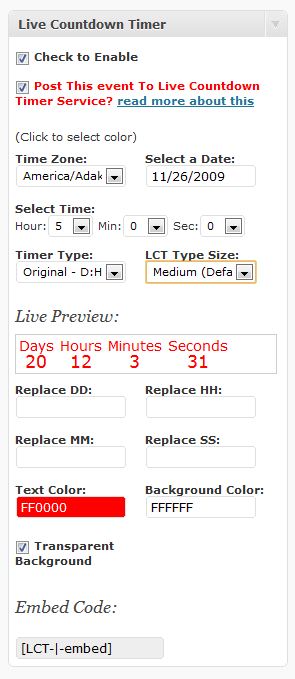 Live Countdown Timer
Check to Enable
Post This event To Live Countdown
Timer Service? read more about this
(Click to select color)
Time Zone: Select a Date:
America/Adak 11/26/2009
Select Time:
Hour: 5 Min: 0 Sec: 0
Timer Type: LCT Type Size:
Original - D:H Medium (Defa
Live Preview:
Days Hours Minutes Seconds
20 12 3 31
Replace DD: Replace HH:
Replace MM: Replace SS:
Text Color: Background Color:
FF0000 FFFFFF
Transparent
Background
Embed Code:
[LCT-|-embed]